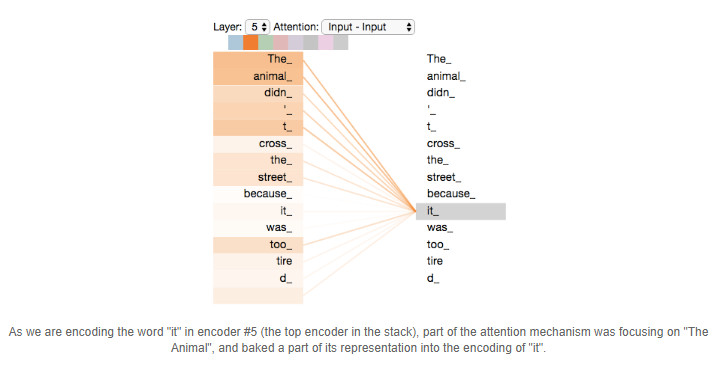 Layer: 5 Attention: Input - Input
The_ The_
animal_ animal_
didn_ didn_
'_ '_
t_ t_
cross_ cross_
the_ the_
street_ street_
because_ because_
it_ it_
was_ was_
too_ too_
tire tire
d_ d_
As we are encoding the word "it" in encoder #5 (the top encoder in the stack), part of the attention mechanism was focusing on "The
Animal", and baked a part of its representation into the encoding of "it".